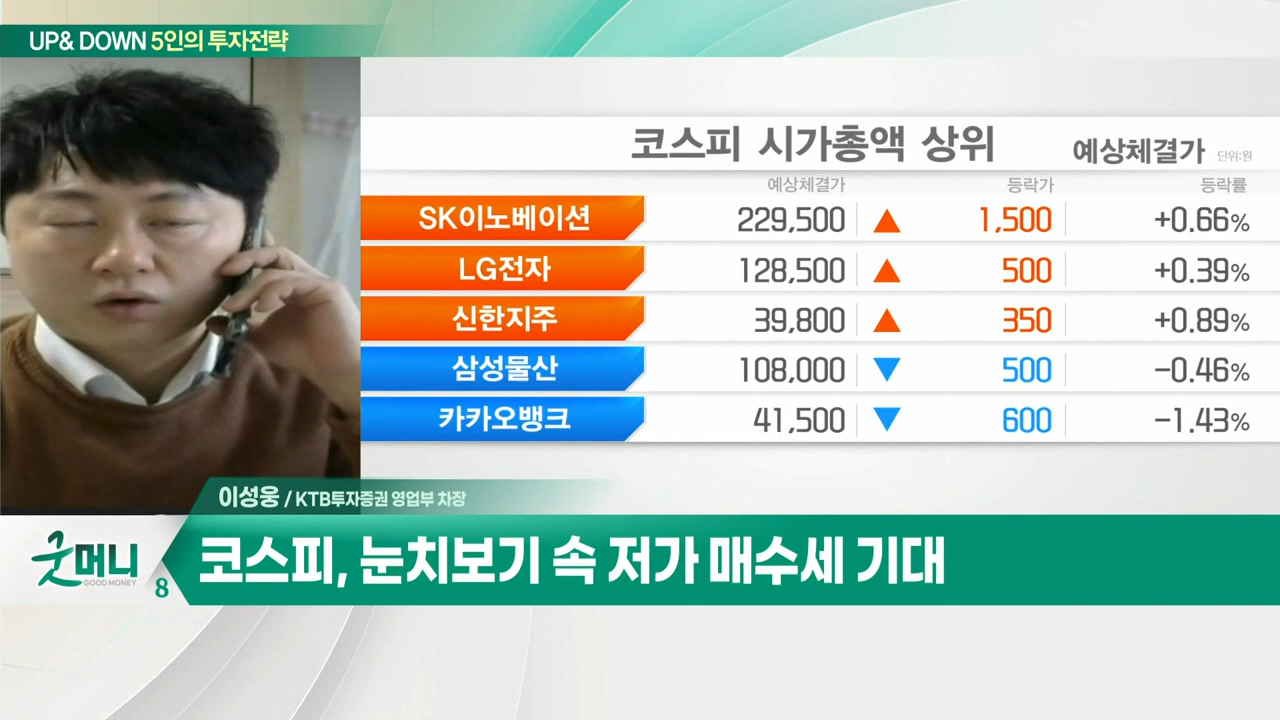 UP& DOWN 5인의 투자전략
코스피 시가총액 상위 예상체결가 단위:원
예상체결가 등락가 등락률
SK이노베이션 229,500 ▲ 1,500 +0.66%
LG전자 128,500 ▲ 500 +0.39%
신한지주 39,800 ▲ 350 +0.89%
삼성물산 108,000 ▼ 500 -0.46%
카카오뱅크 41,500 ▼ 600 -1.43%
이성웅 / KTB투자증권 영업부 차장
굿머니 GOOD MONEY 8
코스피, 눈치보기 속 저가 매수세 기대